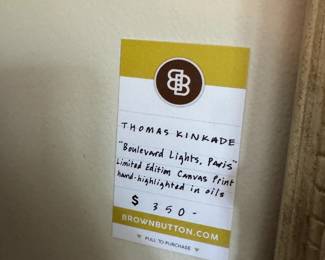 BB
THOMAS KINKADE
"Boulevard Lights, Paris"
Limited Edition Canvas Print
hand-highlighted in oils
$ 350-
BROWNBUTTON.COM
PULL TO PURCHASE